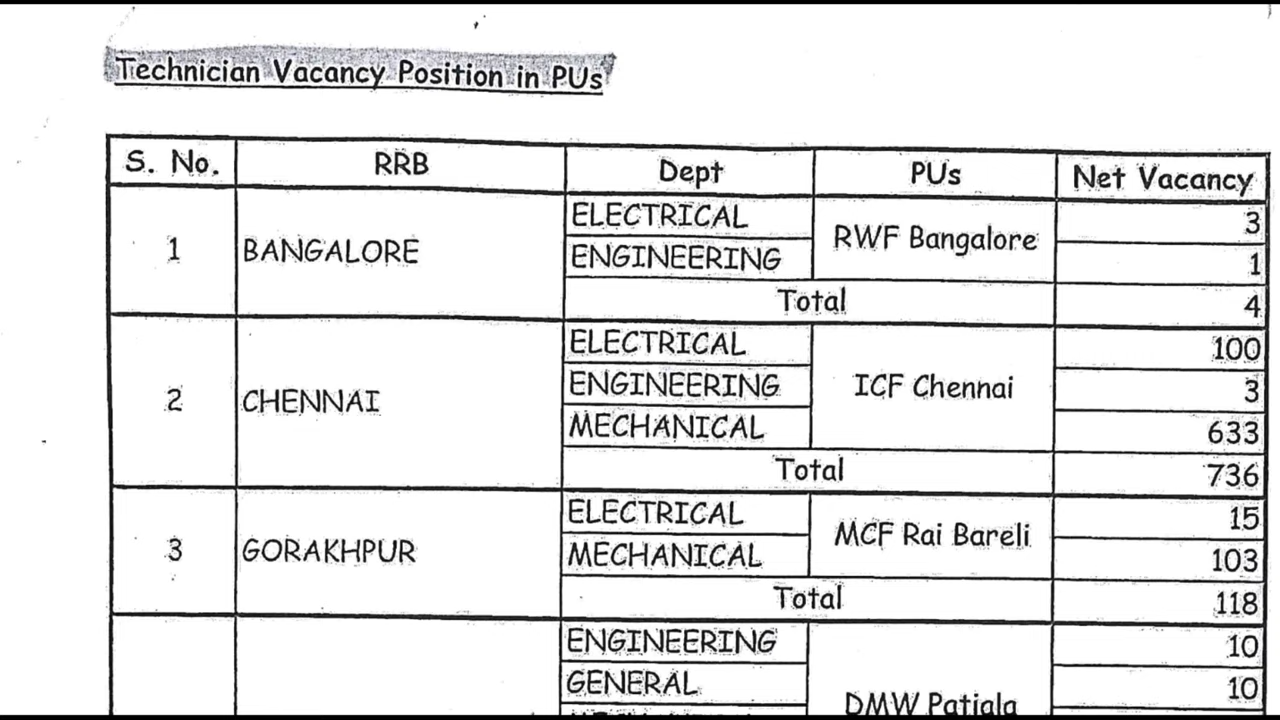 Technician Vacancy Position in PUs
S. No. RRB Dept PUs Net Vacancy
1 BANGALORE ELECTRICAL RWF Bangalore 3
ENGINEERING 1
Total 4
2 CHENNAI ELECTRICAL ICF Chennai 100
ENGINEERING 3
MECHANICAL 633
Total 736
3 GORAKHPUR ELECTRICAL MCF Rai Bareli 15
MECHANICAL 103
Total 118
ENGINEERING 10
GENERAL DMW Patiala 10